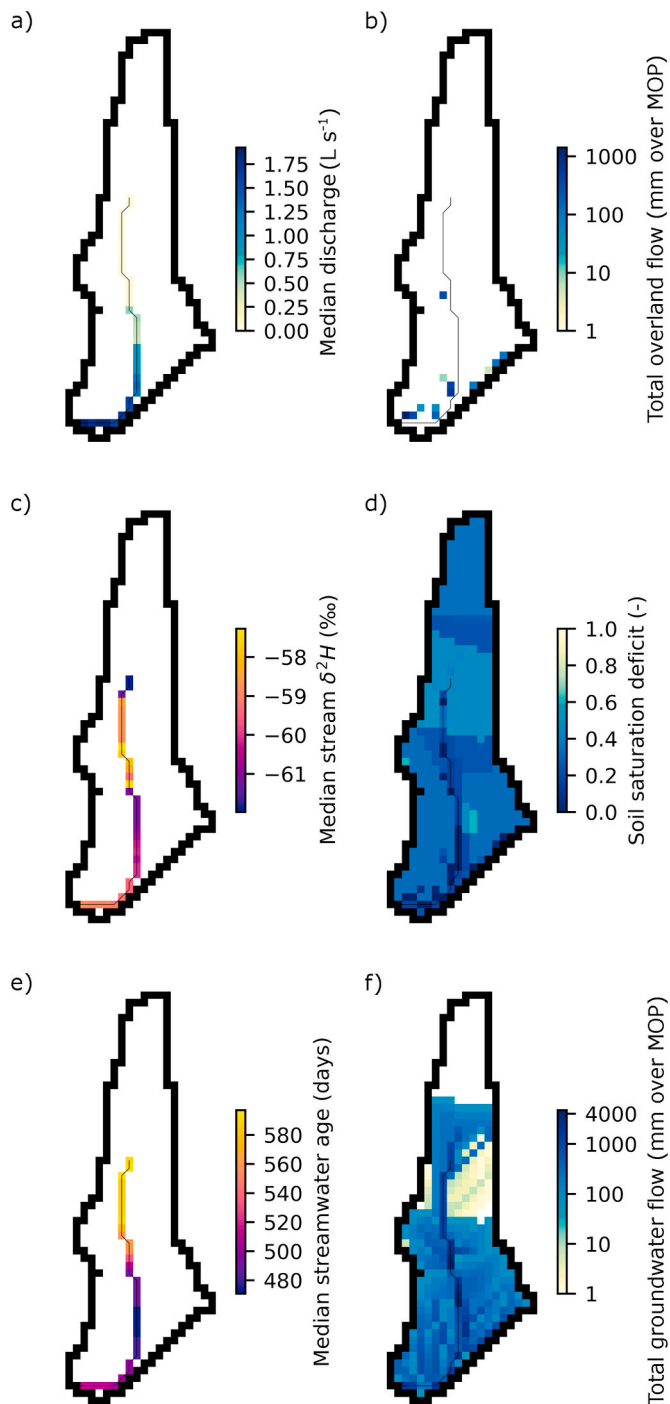 a)
1.75
1.50
1.25
1.00
0.75
0.50
0.25
0.00
Median discharge (L s⁻¹)
b)
1000
100
10
1
Total overland flow (mm over MOP)
c)
−58
−59
−60
−61
Median stream δ²H (‰)
d)
1.0
0.8
0.6
0.4
0.2
0.0
Soil saturation deficit (-)
e)
580
560
540
520
500
480
Median streamwater age (days)
f)
4000
1000
100
10
1
Total groundwater flow (mm over MOP)